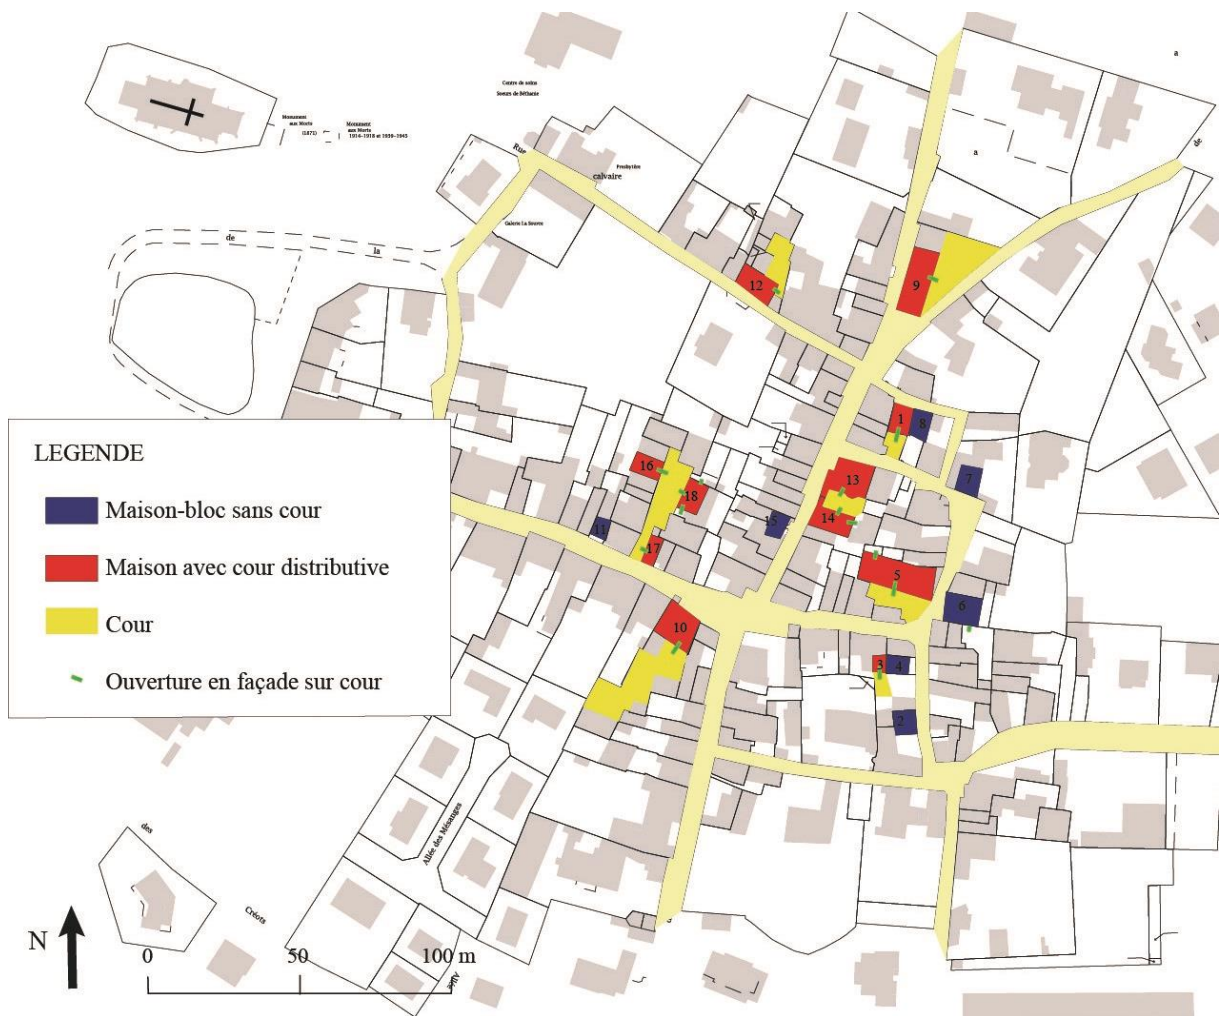 a
Centre de soins
Soeurs de Béthanie
Monument
aux Morts
(1871)
Monument
aux Morts
1914-1918 et 1939-1945
Rue
Presbytère
calvaire
a
de
Galerie La Source
de
la
12
9
1
8
16
18
13
7
11
15
14
17
5
6
10
3
4
2
LEGENDE
Maison-bloc sans cour
Maison avec cour distributive
Cour
Ouverture en façade sur cour
Allée des Mésanges
des
Créots
Allée
N
0
50
100 m